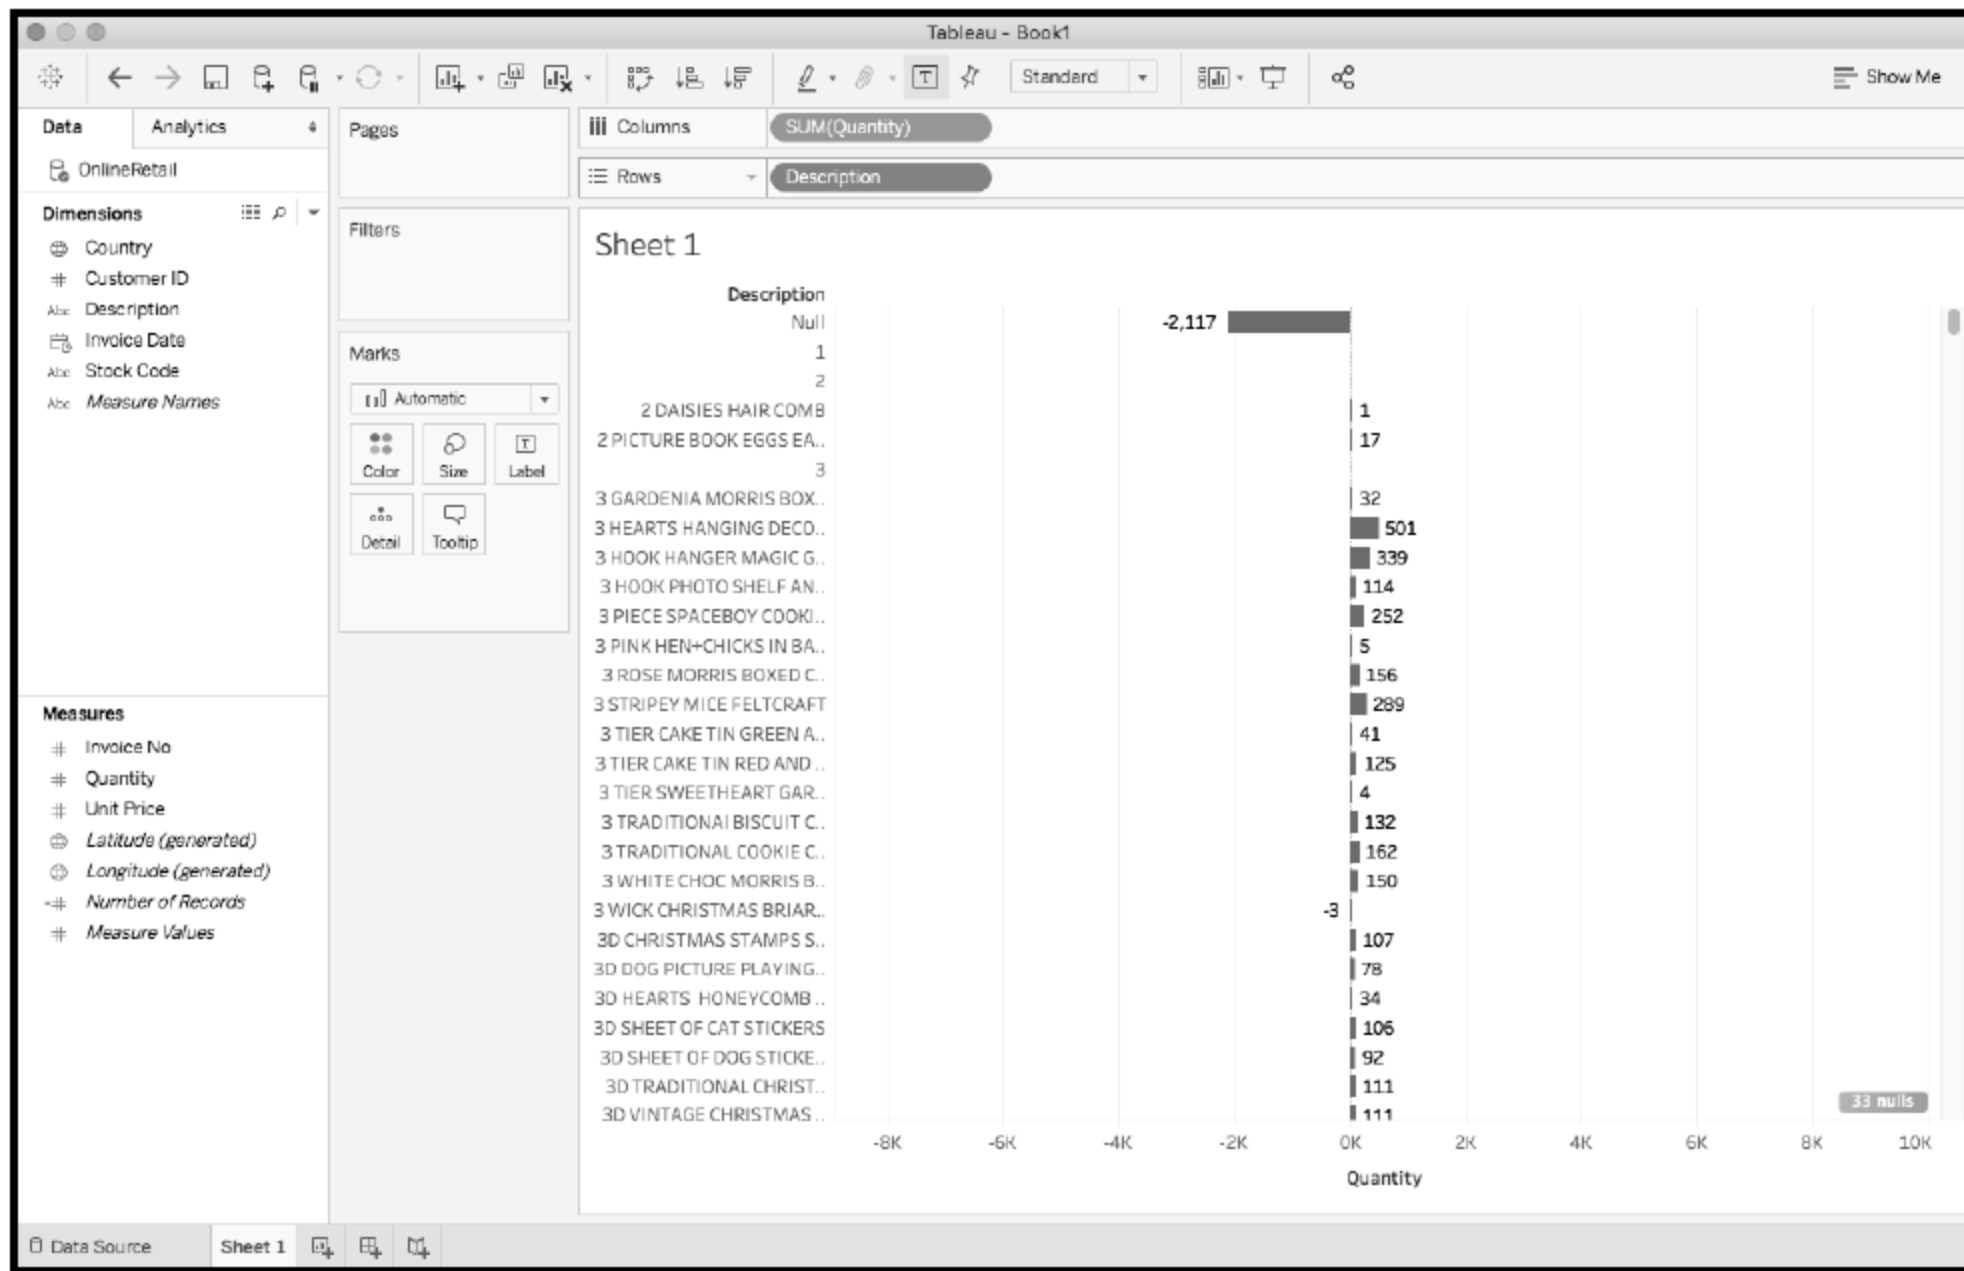 Tableau - Book1
Standard
Show Me
Data
Analytics
OnlineRetail
Dimensions
Country
Customer ID
Abc Description
Invoice Date
Abc Stock Code
Abc Measure Names
Measures
Invoice No
Quantity
Unit Price
Latitude (generated)
Longitude (generated)
Number of Records
Measure Values
Pages
Filters
Marks
Automatic
Color
Size
Label
Detail
Tooltip
Columns
SUM(Quantity)
Rows
Description
Sheet 1
Description
Null -2,117
1
2
2 DAISIES HAIR COMB 1
2 PICTURE BOOK EGGS EA.. 17
3
3 GARDENIA MORRIS BOX.. 32
3 HEARTS HANGING DECO.. 501
3 HOOK HANGER MAGIC G.. 339
3 HOOK PHOTO SHELF AN.. 114
3 PIECE SPACEBOY COOKI.. 252
3 PINK HEN+CHICKS IN BA.. 5
3 ROSE MORRIS BOXED C.. 156
3 STRIPEY MICE FELTCRAFT 289
3 TIER CAKE TIN GREEN A.. 41
3 TIER CAKE TIN RED AND .. 125
3 TIER SWEETHEART GAR.. 4
3 TRADITIONAl BISCUIT C.. 132
3 TRADITIONAL COOKIE C.. 162
3 WHITE CHOC MORRIS B.. 150
3 WICK CHRISTMAS BRIAR.. -3
3D CHRISTMAS STAMPS S.. 107
3D DOG PICTURE PLAYING.. 78
3D HEARTS HONEYCOMB .. 34
3D SHEET OF CAT STICKERS 106
3D SHEET OF DOG STICKE.. 92
3D TRADITIONAL CHRIST.. 111
3D VINTAGE CHRISTMAS .. 111
33 nulls
-8K -6K -4K -2K 0K 2K 4K 6K 8K 10K
Quantity
Data Source
Sheet 1